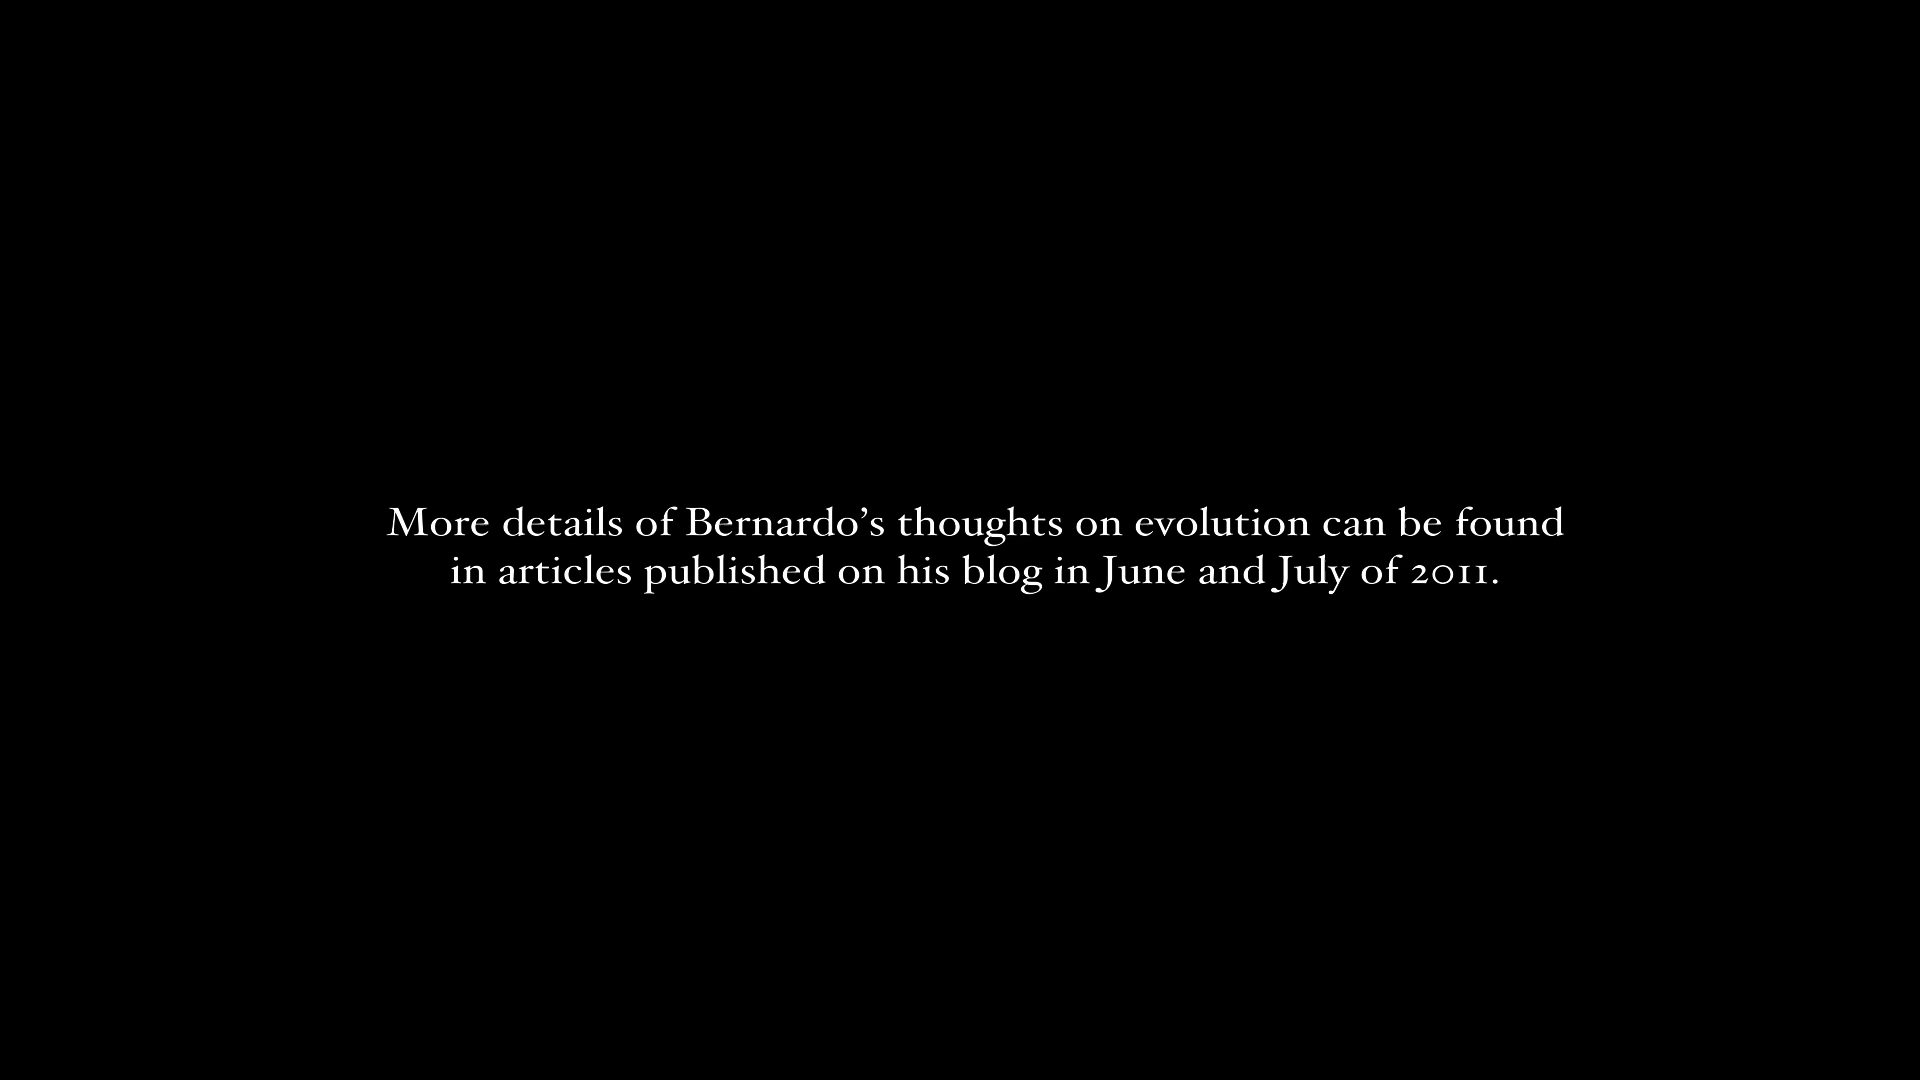 More details of Bernardo’s thoughts on evolution can be found
in articles published on his blog in June and July of 2011.